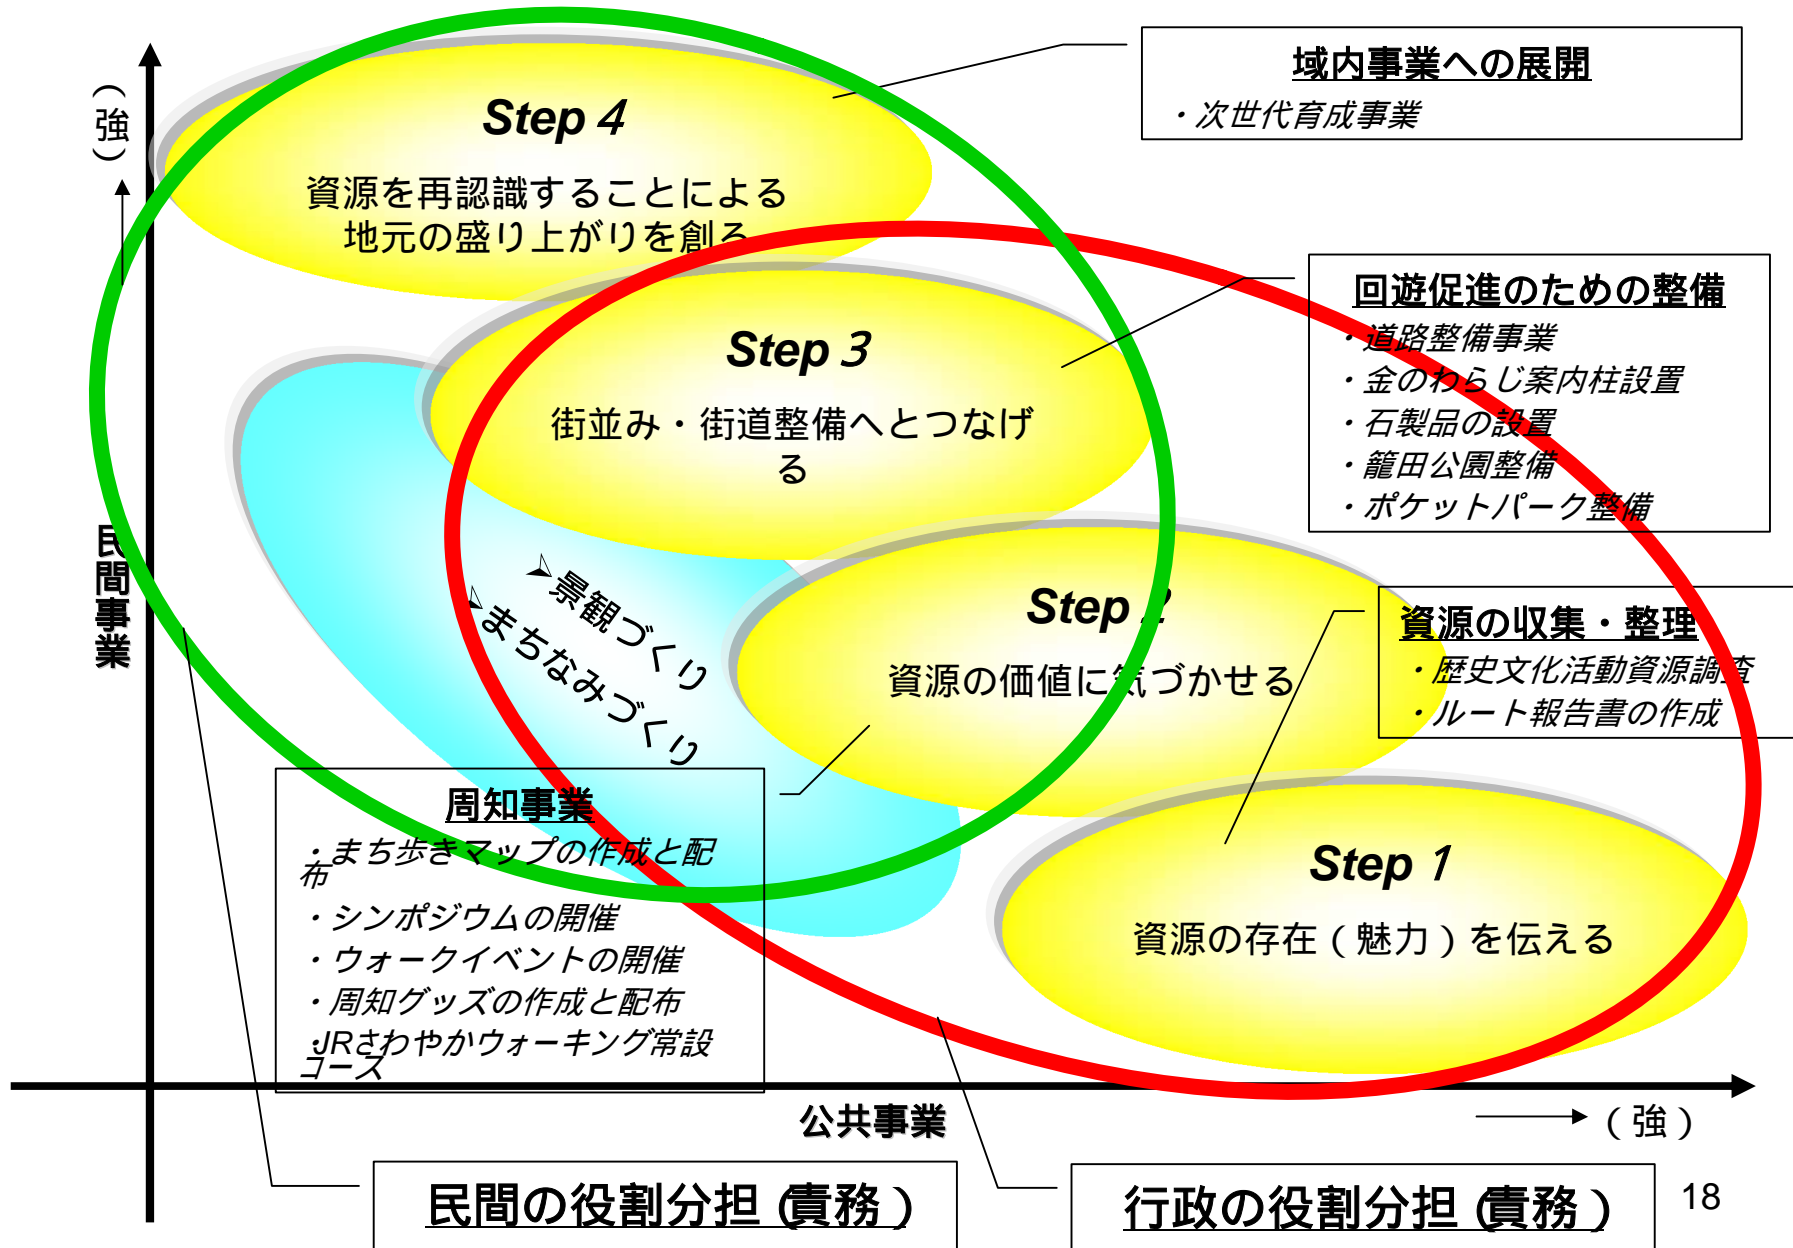 （強）
民間事業
Step 4
資源を再認識することによる
地元の盛り上がりを創る
域内事業への展開
・次世代育成事業
Step 3
街並み・街道整備へとつなげ
る
回遊促進のための整備
・道路整備事業
・金のわらじ案内柱設置
・石製品の設置
・籠田公園整備
・ポケットパーク整備
➢景観づくり
➢まちなみづくり
Step 2
資源の価値に気づかせる
資源の収集・整理
・歴史文化活動資源調査
・ルート報告書の作成
周知事業
・まち歩きマップの作成と配
布
・シンポジウムの開催
・ウォークイベントの開催
・周知グッズの作成と配布
・JRさわやかウォーキング常設
コース
Step 1
資源の存在（魅力）を伝える
公共事業
（強）
民間の役割分担（責務）
行政の役割分担（責務）
18